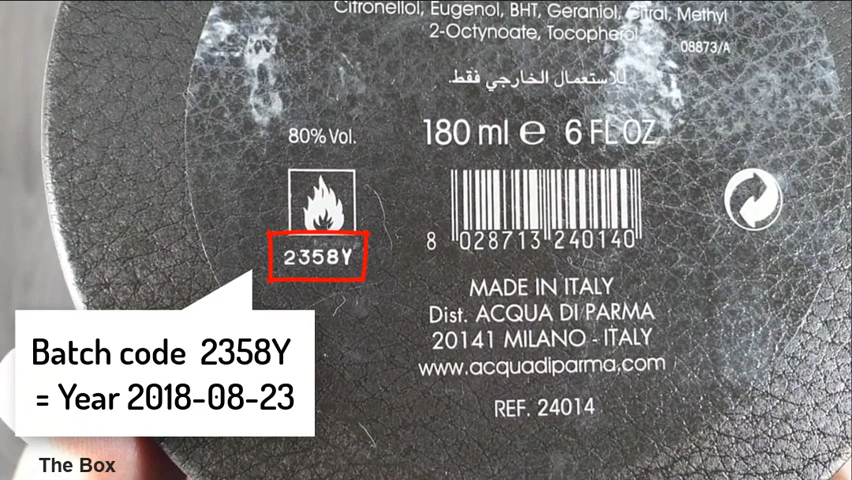 Citronellol, Eugenol, BHT, Geraniol, Citral, Methyl
2-Octynoate, Tocopherol
08873/A
للاستعمال الخارجي فقط.
80% Vol.
180 ml e 6 FL OZ
2358Y
8 028713 240140
MADE IN ITALY
Dist. ACQUA DI PARMA
20141 MILANO - ITALY
www.acquadiparma.com
REF. 24014
Batch code 2358Y
= Year 2018-08-23
The Box